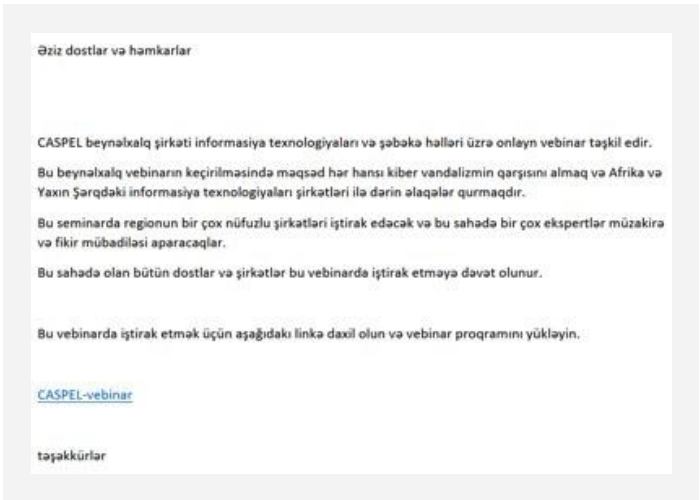 Əziz dostlar və həmkarlar
CASPEL beynəlxalq şirkəti informasiya texnologiyaları və şəbəkə həlləri üzrə onlayn vebinar təşkil edir.
Bu beynəlxalq vebinarın keçirilməsində məqsəd hər hansı kiber vandalizmin qarşısını almaq və Afrika və
Yaxın Şərqdəki informasiya texnologiyaları şirkətləri ilə dərin əlaqələr qurmaqdır.
Bu seminarda regionun bir çox nüfuzlu şirkətləri iştirak edəcək və bu sahədə bir çox ekspertlər müzakirə
və fikir mübadiləsi aparacaqlar.
Bu sahədə olan bütün dostlar və şirkətlər bu vebinarda iştirak etməyə dəvət olunur.
Bu vebinarda iştirak etmək üçün aşağıdakı linkə daxil olun və vebinar proqramını yükləyin.
CASPEL-vebinar
təşəkkürlər